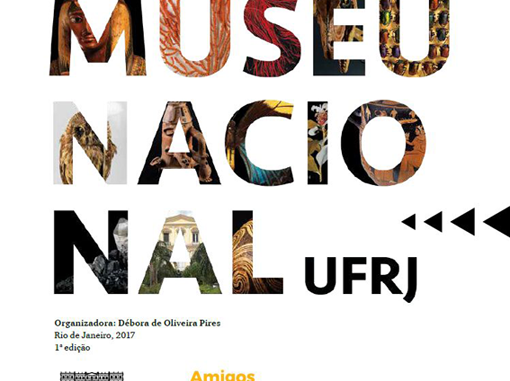 MUSEU
NACIO
NAL UFRJ
Organizadora: Débora de Oliveira Pires
Rio de Janeiro, 2017
1ª edição
Amigos